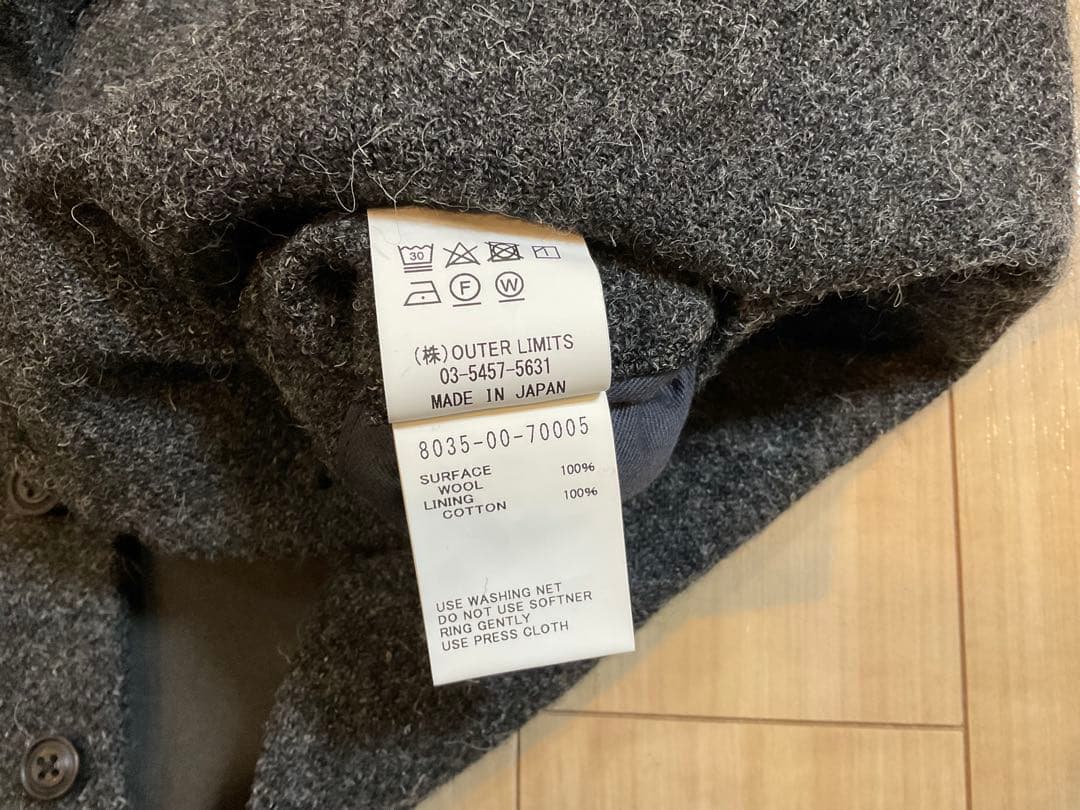 30
F W
(株)OUTER LIMITS
03-5457-5631
MADE IN JAPAN
8035-00-70005
SURFACE
WOOL 100%
LINING
COTTON 100%
USE WASHING NET
DO NOT USE SOFTNER
RING GENTLY
USE PRESS CLOTH